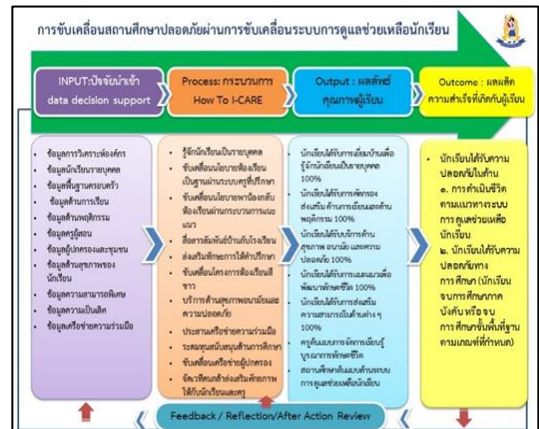 การขับเคลื่อนสถานศึกษาปลอดภัยผ่านการขับเคลื่อนระบบการดูแลช่วยเหลือนักเรียน
INPUT:ปัจจัยนำเข้า
data decision support
Process: กระบวนการ
How To I-CARE
Output : ผลลัพธ์
คุณภาพผู้เรียน
Outcome : ผลผลิต
ความสำเร็จที่เกิดกับผู้เรียน
• ข้อมูลการวิเคราะห์องค์กร
• ข้อมูลนักเรียนรายบุคคล
• ข้อมูลพื้นฐานครอบครัว
• ข้อมูลด้านการเรียน
• ข้อมูลด้านพฤติกรรม
• ข้อมูลครูผู้สอน
• ข้อมูลผู้ปกครองและชุมชน
• ข้อมูลด้านสุขภาพของ
นักเรียน
• ข้อมูลความสามารถพิเศษ
• ข้อมูลความเป็นเลิศ
• ข้อมูลเครือข่ายความร่วมมือ
• รู้จักนักเรียนเป็นรายบุคคล
• ขับเคลื่อนนโยบายห้องเรียน
เป็นฐานผ่านระบบครูที่ปรึกษา
• ขับเคลื่อนนโยบายพาน้องกลับ
ห้องเรียนผ่านกระบวนการแนะ
แนว
• สื่อสารสัมพันธ์บ้านกับโรงเรียน
• ส่งเสริมทักษะการให้คำปรึกษา
• ขับเคลื่อนโครงการห้องเรียนสี
ขาว
• บริการด้านสุขภาพอนามัยและ
ความปลอดภัย
• ประสานเครือข่ายความร่วมมือ
• ระดมทุนสนับสนุนด้านการศึกษา
• ขับเคลื่อนเครือข่ายผู้ปกครอง
• จัดเวทีคนกล้าส่งเสริมศักยภาพ
ให้กับนักเรียนและครู
• นักเรียนได้รับการเยี่ยมบ้านเพื่อ
รู้จักนักเรียนเป็นรายบุคคล
100%
• นักเรียนได้รับการคัดกรอง
ส่งเสริม ด้านการเรียนและด้าน
พฤติกรรม 100%
• นักเรียนได้รับบริการด้าน
สุขภาพ อนามัย และความ
ปลอดภัย 100%
• นักเรียนได้รับการแนะแนวเพื่อ
พัฒนาทักษะชีวิต 100%
• นักเรียนได้รับการส่งเสริม
ความสามารถในด้านต่าง ๆ
100%
• ครูต้นแบบการจัดการเรียนรู้
บูรณาการทักษะชีวิต
• สถานศึกษาต้นแบบด้านระบบ
การดูแลช่วยเหลือนักเรียน
• นักเรียนได้รับความ
ปลอดภัยในด้าน
๑. การดำเนินชีวิต
ตามแนวทางระบบ
การดูแลช่วยเหลือ
นักเรียน
๒. นักเรียนได้รับความ
ปลอดภัยทาง
การศึกษา (นักเรียน
จบการศึกษาภาค
บังคับ หรือ จบ
การศึกษาขั้นพื้นฐาน
ตามเกณฑ์ที่กำหนด)
Feedback / Reflection/After Action Review